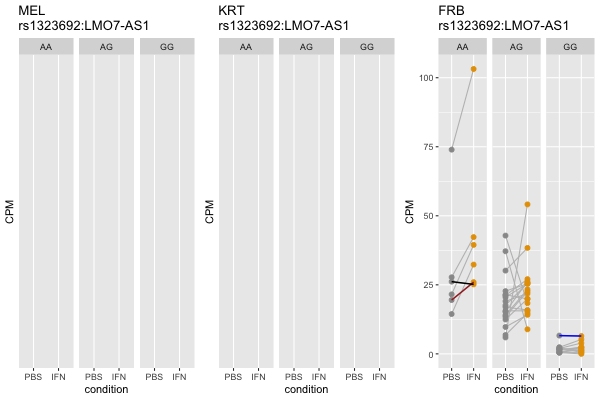 MEL
rs1323692:LMO7-AS1
AA AG GG
CPM
PBS IFN PBS IFN PBS IFN
condition
KRT
rs1323692:LMO7-AS1
AA AG GG
CPM
PBS IFN PBS IFN PBS IFN
condition
FRB
rs1323692:LMO7-AS1
AA AG GG
100
75
50
25
0
CPM
PBS IFN PBS IFN PBS IFN
condition